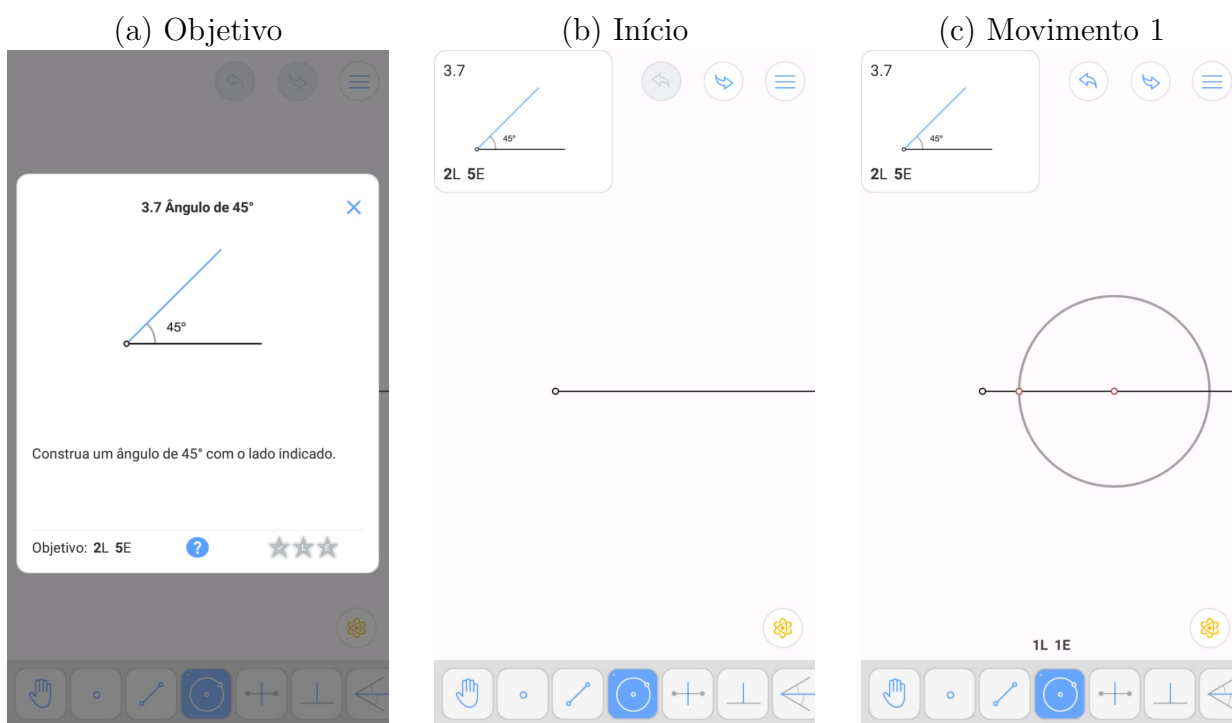 (a) Objetivo
3.7 Ângulo de 45°
45°
Construa um ângulo de 45° com o lado indicado.
Objetivo: 2L 5E
?
(b) Início
3.7
45°
2L 5E
(c) Movimento 1
3.7
45°
2L 5E
1L 1E